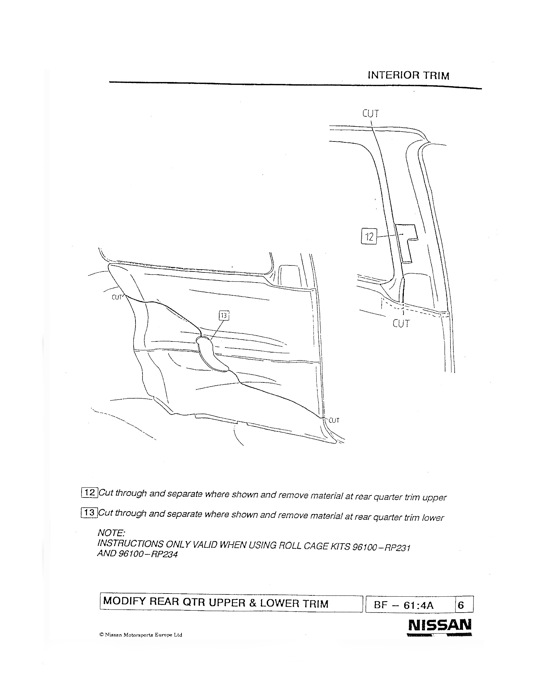 INTERIOR TRIM
CUT
12
CUT
CUT
13
CUT
12 Cut through and separate where shown and remove material at rear quarter trim upper
13 Cut through and separate where shown and remove material at rear quarter trim lower
NOTE:
INSTRUCTIONS ONLY VALID WHEN USING ROLL CAGE KITS 96100-RP231
AND 96100-RP234
MODIFY REAR QTR UPPER & LOWER TRIM BF - 61:4A 6
NISSAN
© Nissan Motorsports Europe Ltd